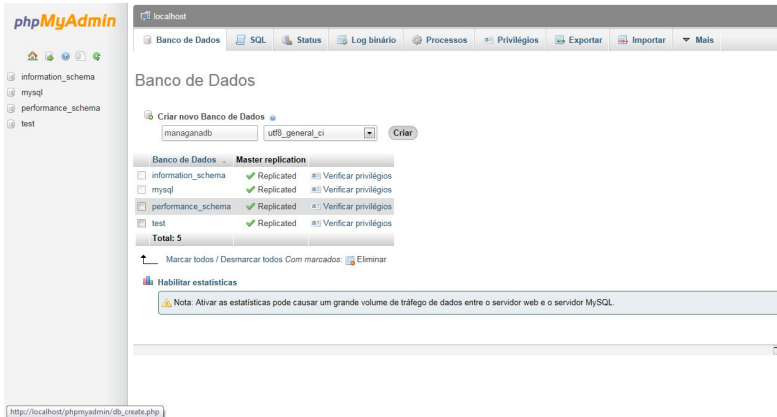 phpMyAdmin
information_schema
mysql
performance_schema
test
localhost
Banco de Dados SQL Status Log binário Processos Privilégios Exportar Importar Mais
Banco de Dados
Criar novo Banco de Dados
managanadb utf8_general_ci Criar
Banco de Dados Master replication
information_schema Replicated Verificar privilégios
mysql Replicated Verificar privilégios
performance_schema Replicated Verificar privilégios
test Replicated Verificar privilégios
Total: 5
Marcar todos / Desmarcar todos Com marcados: Eliminar
Habilitar estatísticas
Nota: Ativar as estatísticas pode causar um grande volume de tráfego de dados entre o servidor web e o servidor MySQL.
http://localhost/phpmyadmin/db_create.php